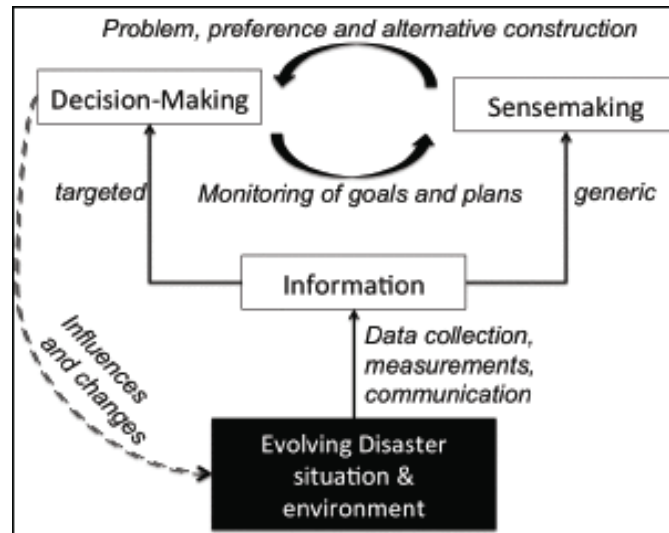 Problem, preference and alternative construction
Decision-Making
Sensemaking
targeted
Monitoring of goals and plans
generic
Information
Influences
and changes
Data collection,
measurements,
communication
Evolving Disaster
situation &
environment